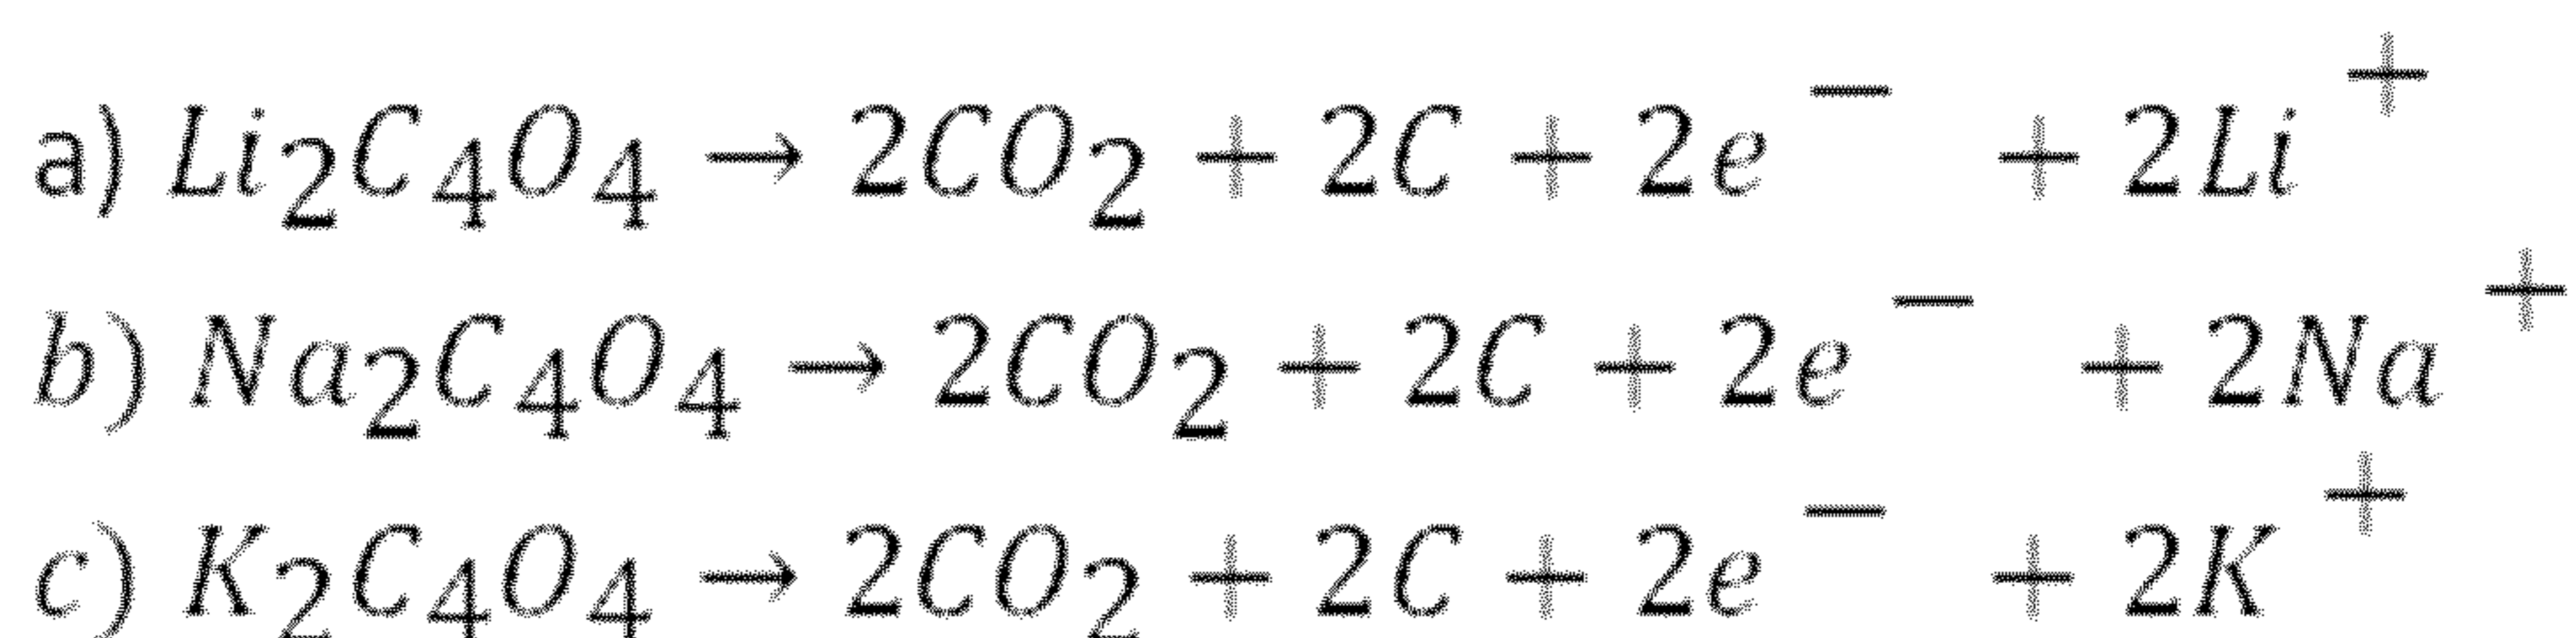 a) Li₂C₄O₄ → 2CO₂ + 2C + 2e⁻ + 2Li⁺
b) Na₂C₄O₄ → 2CO₂ + 2C + 2e⁻ + 2Na⁺
c) K₂C₄O₄ → 2CO₂ + 2C + 2e⁻ + 2K⁺